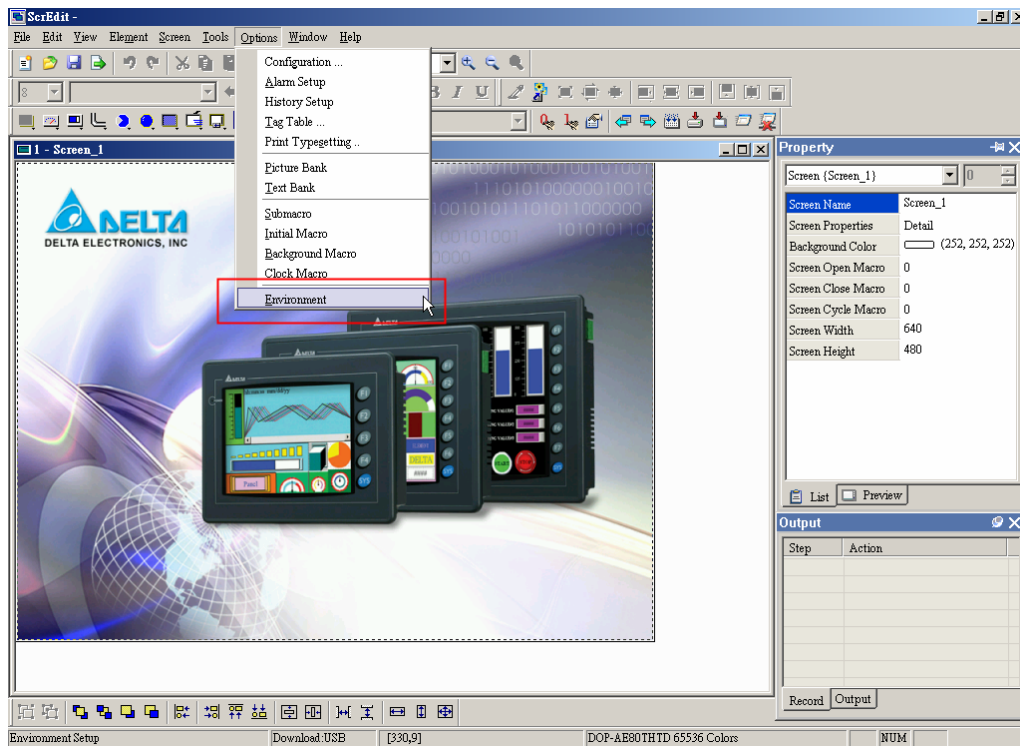 ScrEdit -
File Edit View Element Screen Tools Options Window Help
Configuration ...
Alarm Setup
History Setup
Tag Table ...
Print Typesetting ..
Picture Bank
Text Bank
Submacro
Initial Macro
Background Macro
Clock Macro
Environment
8
B I U
1 - Screen_1
DELTA
DELTA ELECTRONICS, INC
Property
Screen {Screen_1}
0
Screen Name Screen_1
Screen Properties Detail
Background Color (252, 252, 252)
Screen Open Macro 0
Screen Close Macro 0
Screen Cycle Macro 0
Screen Width 640
Screen Height 480
List Preview
Output
Step Action
Record Output
Environment Setup Download:USB [330,9] DOP-AE80THTD 65536 Colors NUM